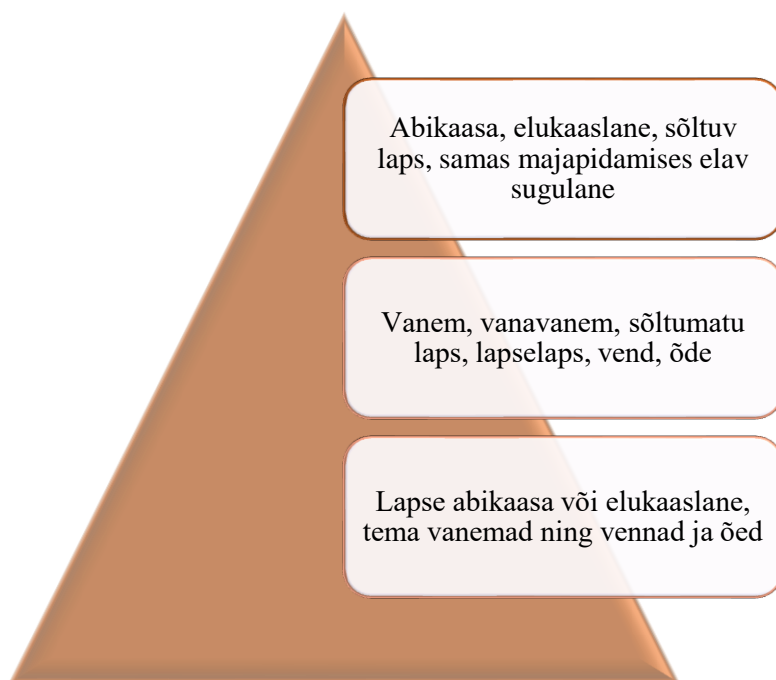 Abikaasa, elukaaslane, sõltuv
laps, samas majapidamises elav
sugulane
Vanem, vanavanem, sõltumatu
laps, lapselaps, vend, õde
Lapse abikaasa või elukaaslane,
tema vanemad ning vennad ja õed